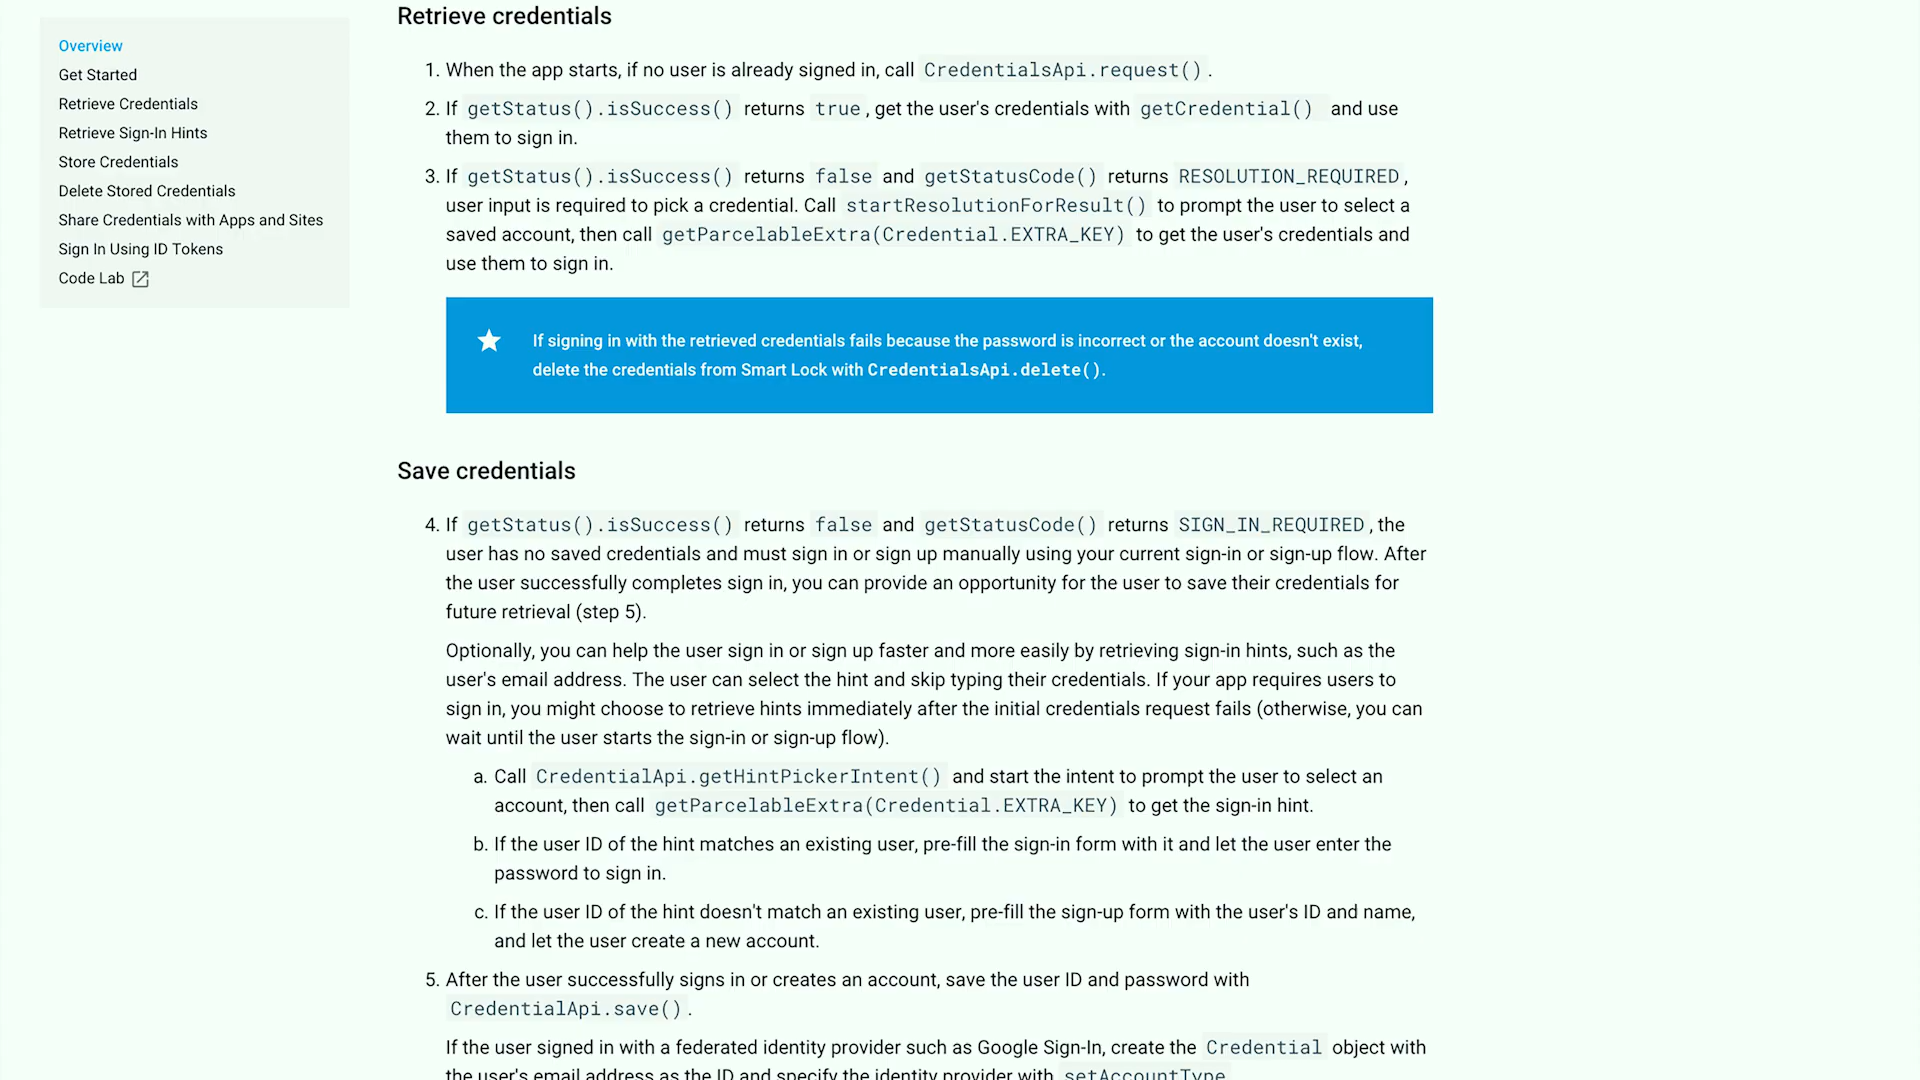 Overview
Get Started
Retrieve Credentials
Retrieve Sign-In Hints
Store Credentials
Delete Stored Credentials
Share Credentials with Apps and Sites
Sign In Using ID Tokens
Code Lab
Retrieve credentials
1. When the app starts, if no user is already signed in, call CredentialsApi.request() .
2. If getStatus().isSuccess() returns true , get the user's credentials with getCredential() and use
them to sign in.
3. If getStatus().isSuccess() returns false and getStatusCode() returns RESOLUTION_REQUIRED ,
user input is required to pick a credential. Call startResolutionForResult() to prompt the user to select a
saved account, then call getParcelableExtra(Credential.EXTRA_KEY) to get the user's credentials and
use them to sign in.
If signing in with the retrieved credentials fails because the password is incorrect or the account doesn't exist,
delete the credentials from Smart Lock with CredentialsApi.delete().
Save credentials
4. If getStatus().isSuccess() returns false and getStatusCode() returns SIGN_IN_REQUIRED , the
user has no saved credentials and must sign in or sign up manually using your current sign-in or sign-up flow. After
the user successfully completes sign in, you can provide an opportunity for the user to save their credentials for
future retrieval (step 5).
Optionally, you can help the user sign in or sign up faster and more easily by retrieving sign-in hints, such as the
user's email address. The user can select the hint and skip typing their credentials. If your app requires users to
sign in, you might choose to retrieve hints immediately after the initial credentials request fails (otherwise, you can
wait until the user starts the sign-in or sign-up flow).
a. Call CredentialApi.getHintPickerIntent() and start the intent to prompt the user to select an
account, then call getParcelableExtra(Credential.EXTRA_KEY) to get the sign-in hint.
b. If the user ID of the hint matches an existing user, pre-fill the sign-in form with it and let the user enter the
password to sign in.
c. If the user ID of the hint doesn't match an existing user, pre-fill the sign-up form with the user's ID and name,
and let the user create a new account.
5. After the user successfully signs in or creates an account, save the user ID and password with
CredentialApi.save() .
If the user signed in with a federated identity provider such as Google Sign-In, create the Credential object with
the user's email address as the ID and specify the identity provider with setAccountType